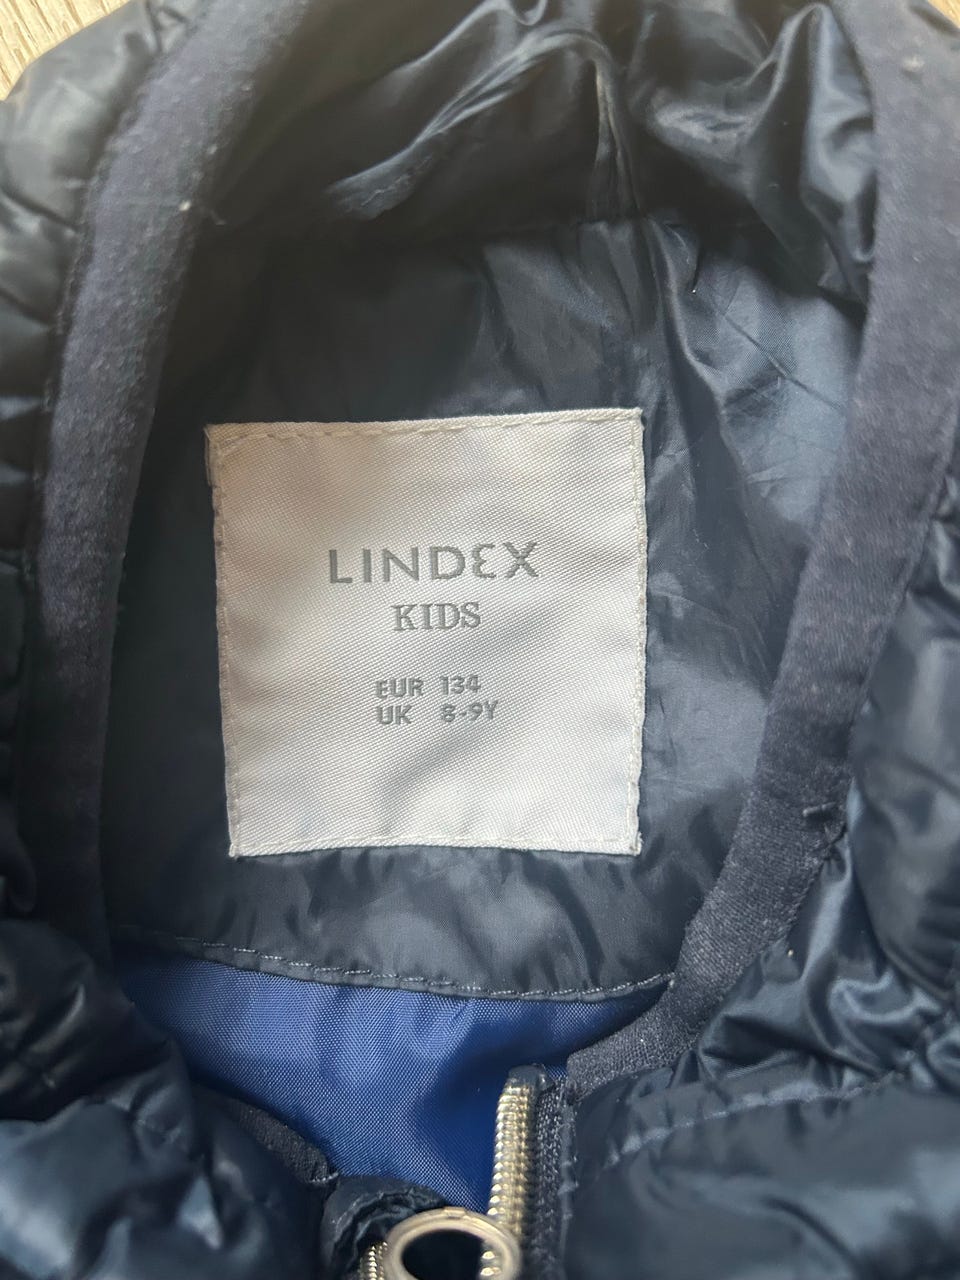 LINDEX
KIDS
EUR 134
UK 8-9Y